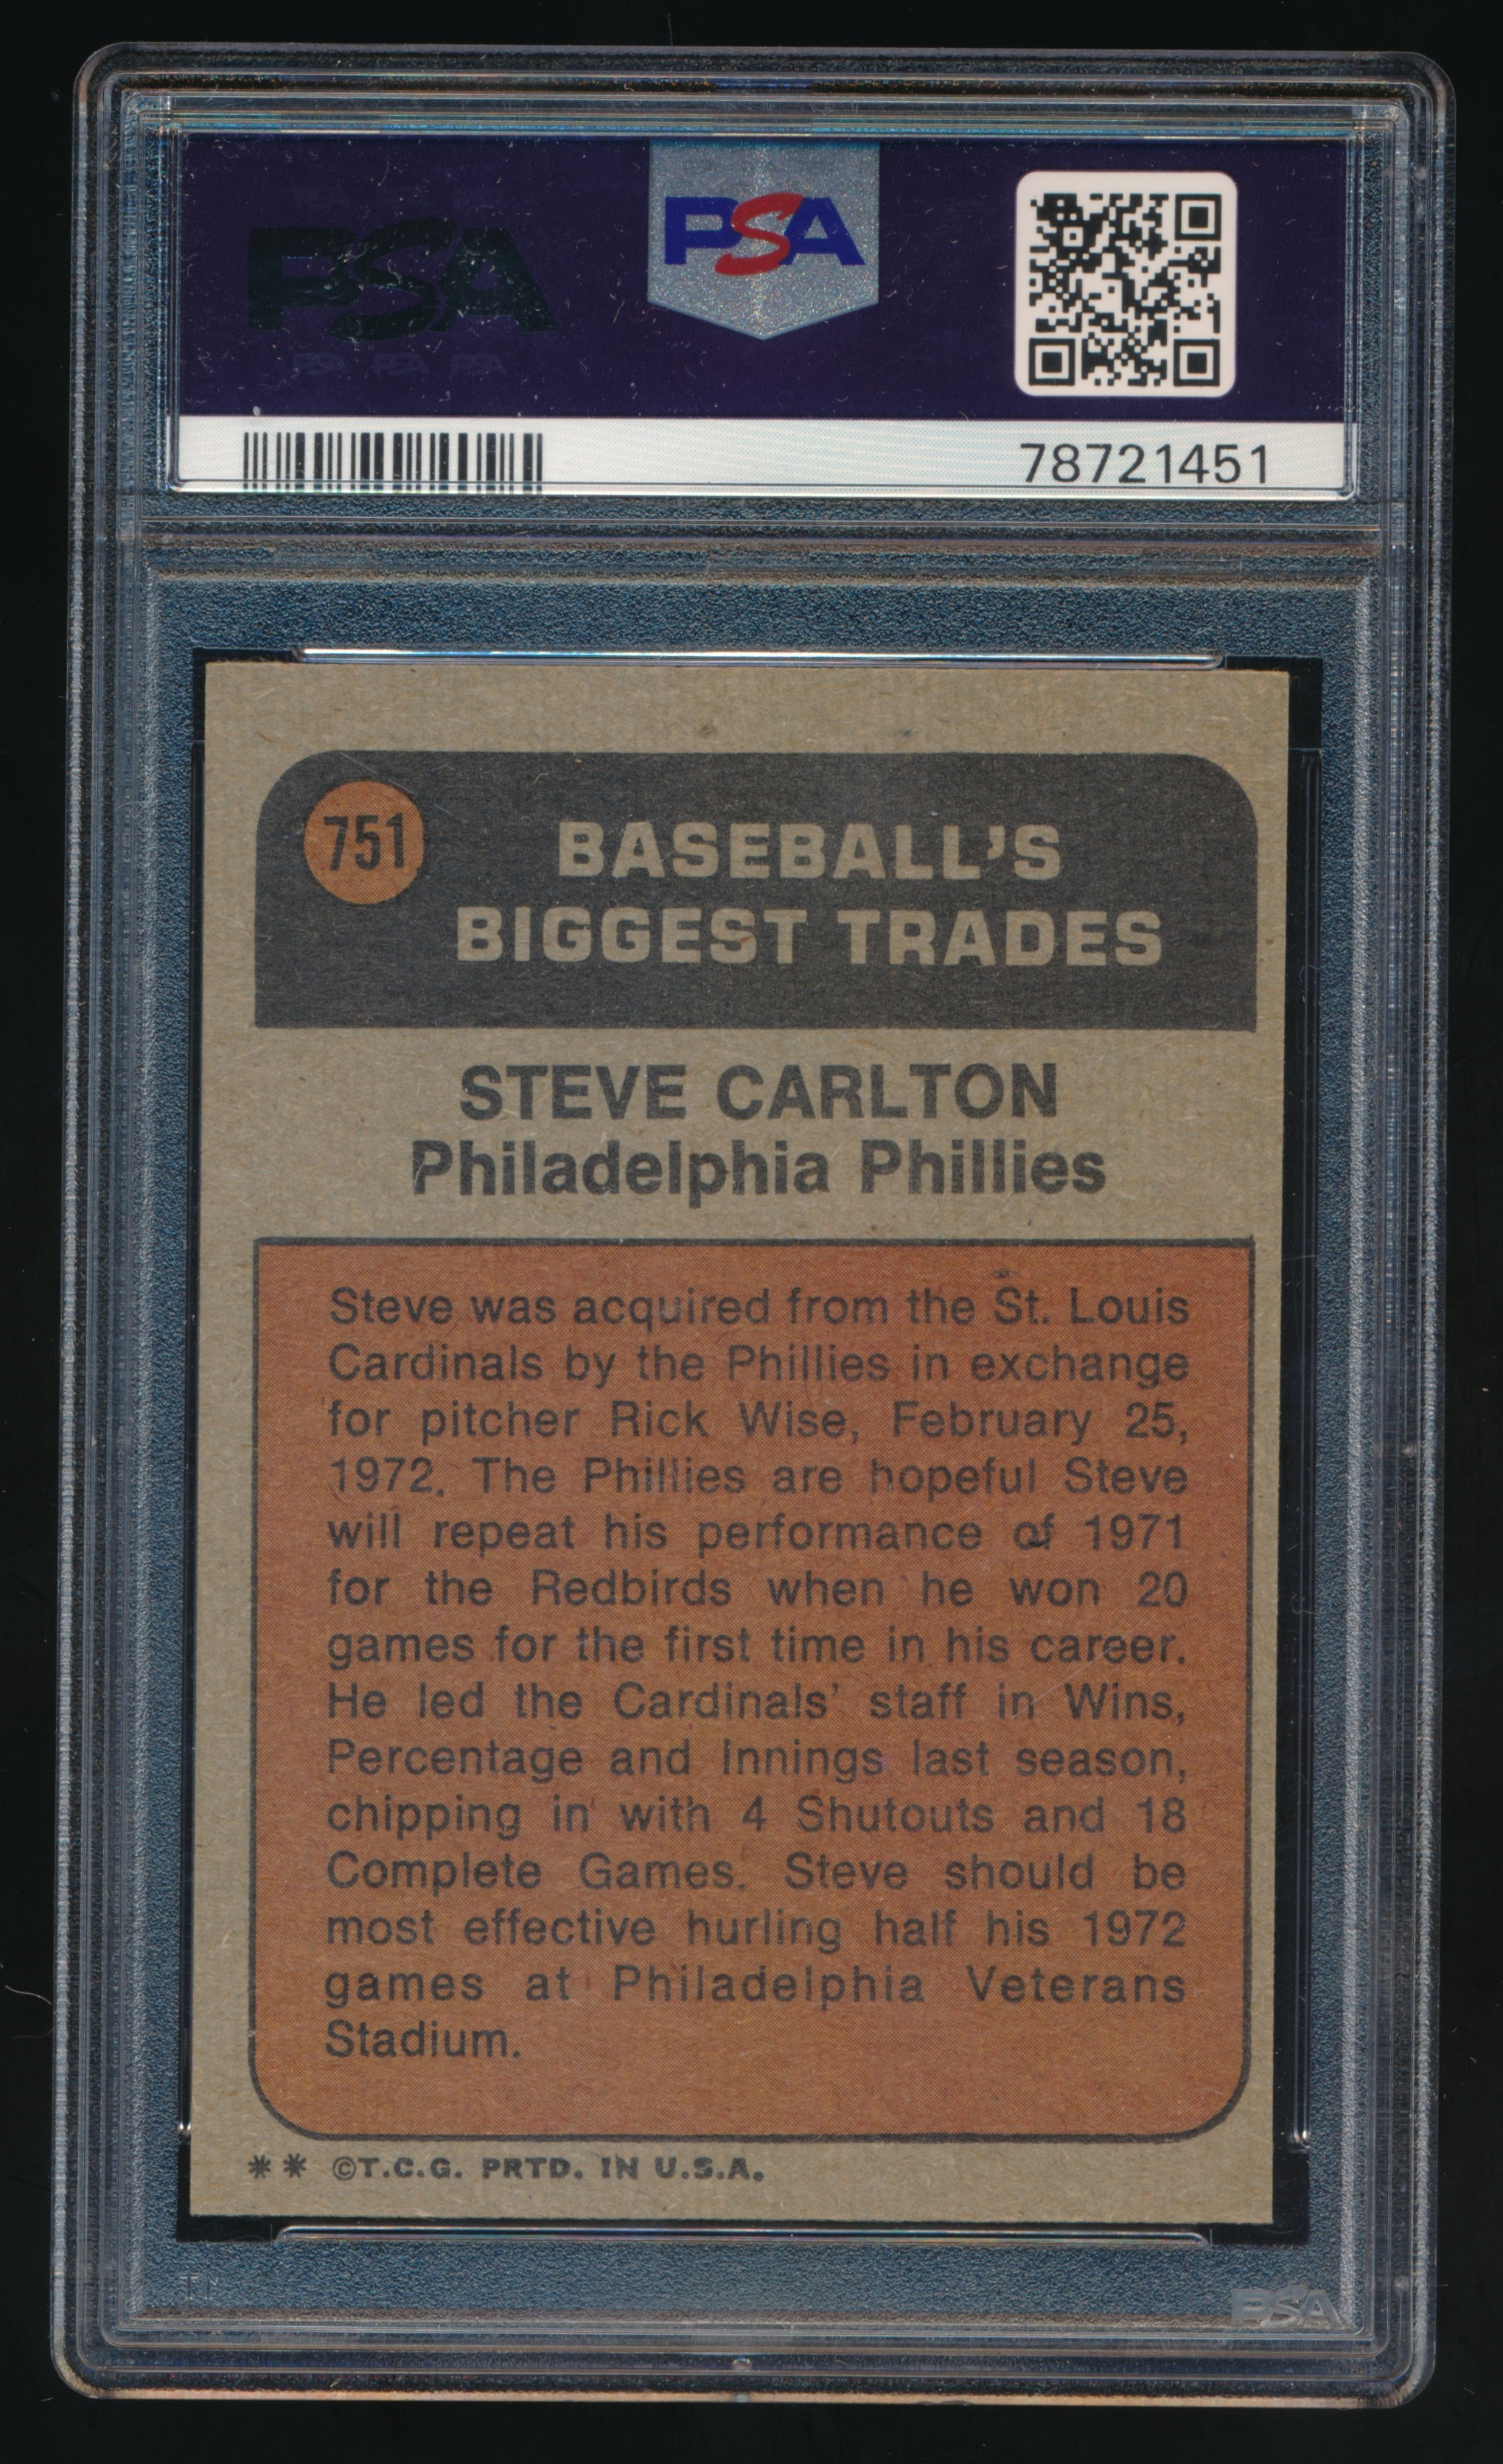 PSA
PSA
PSA PSA PSA
78721451
751
BASEBALL'S
BIGGEST TRADES
STEVE CARLTON
Philadelphia Phillies
Steve was acquired from the St. Louis
Cardinals by the Phillies in exchange
for pitcher Rick Wise, February 25,
1972. The Phillies are hopeful Steve
will repeat his performance of 1971
for the Redbirds when he won 20
games for the first time in his career.
He led the Cardinals' staff in Wins,
Percentage and Innings last season,
chipping in with 4 Shutouts and 18
Complete Games. Steve should be
most effective hurling half his 1972
games at Philadelphia Veterans
Stadium.
** ©T.C.G. PRTD. IN U.S.A.
PSA